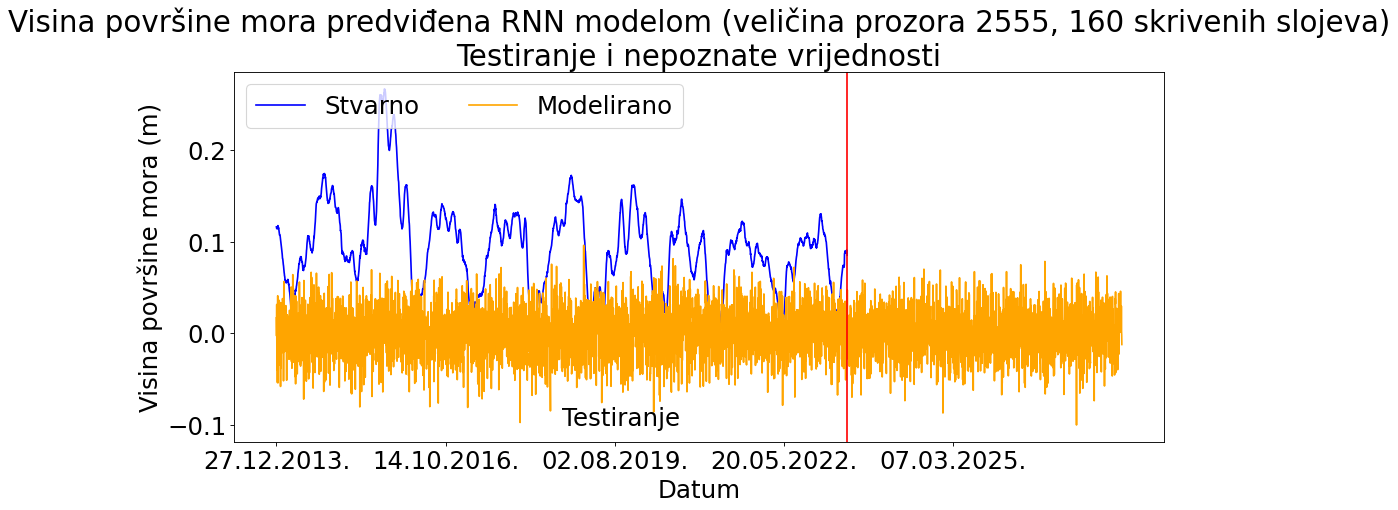 Visina površine mora predviđena RNN modelom (veličina prozora 2555, 160 skrivenih slojeva)
Testiranje i nepoznate vrijednosti
Stvarno
Modelirano
Visina površine mora (m)
0.2
0.1
0.0
−0.1
Testiranje
27.12.2013.
14.10.2016.
02.08.2019.
20.05.2022.
07.03.2025.
Datum